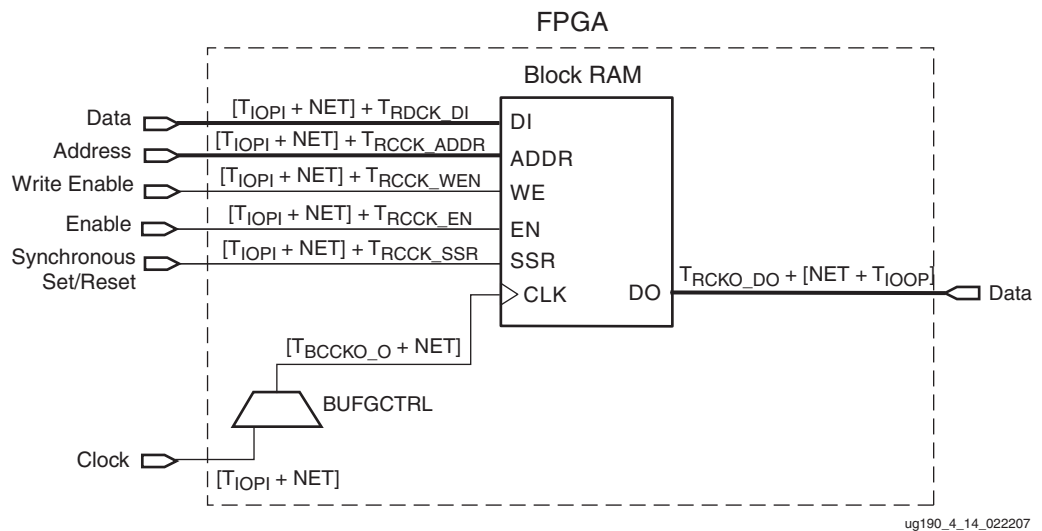 FPGA
Block RAM
Data
[TIOPI + NET] + TRDCK_DI
DI
Address
[TIOPI + NET] + TRCCK_ADDR
ADDR
Write Enable
[TIOPI + NET] + TRCCK_WEN
WE
Enable
[TIOPI + NET] + TRCCK_EN
EN
Synchronous
Set/Reset
[TIOPI + NET] + TRCCK_SSR
SSR
CLK
DO
TRCKO_DO + [NET + TIOOP]
Data
[TBCCKO_O + NET]
BUFGCTRL
Clock
[TIOPI + NET]
ug190_4_14_022207